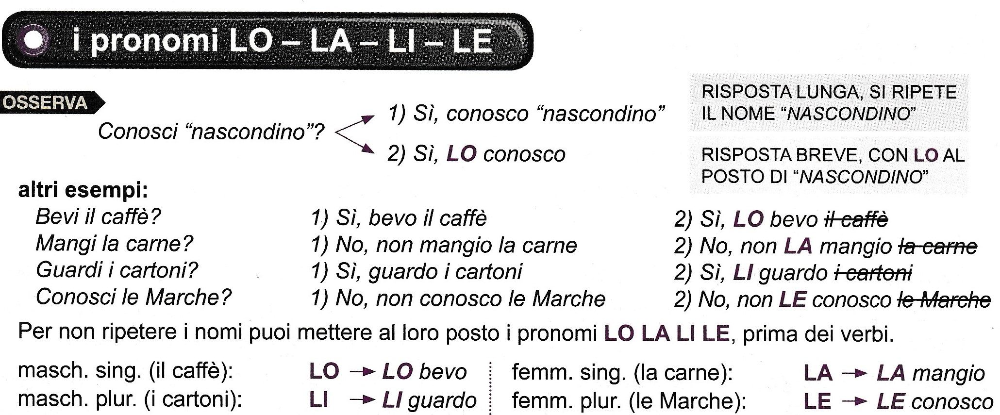 i pronomi LO – LA – LI – LE
OSSERVA
Conosci “nascondino”?
1) Sì, conosco “nascondino”
2) Sì, LO conosco
RISPOSTA LUNGA, SI RIPETE
IL NOME “NASCONDINO”
RISPOSTA BREVE, CON LO AL
POSTO DI “NASCONDINO”
altri esempi:
Bevi il caffè? 1) Sì, bevo il caffè 2) Sì, LO bevo il caffè
Mangi la carne? 1) No, non mangio la carne 2) No, non LA mangio la carne
Guardi i cartoni? 1) Sì, guardo i cartoni 2) Sì, LI guardo i cartoni
Conosci le Marche? 1) No, non conosco le Marche 2) No, non LE conosco le Marche
Per non ripetere i nomi puoi mettere al loro posto i pronomi LO LA LI LE, prima dei verbi.
masch. sing. (il caffè): LO → LO bevo
masch. plur. (i cartoni): LI → LI guardo
femm. sing. (la carne): LA → LA mangio
femm. plur. (le Marche): LE → LE conosco